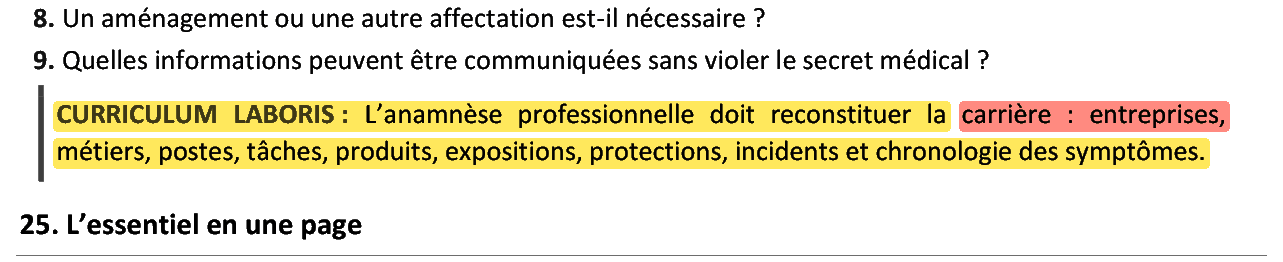 8. Un aménagement ou une autre affectation est-il nécessaire ?
9. Quelles informations peuvent être communiquées sans violer le secret médical ?
CURRICULUM LABORIS : L’anamnèse professionnelle doit reconstituer la carrière : entreprises,
métiers, postes, tâches, produits, expositions, protections, incidents et chronologie des symptômes.
25. L’essentiel en une page